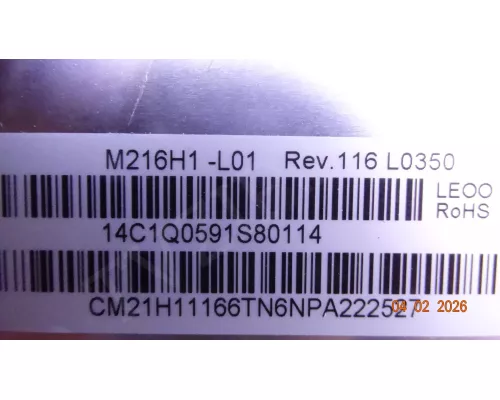 M216H1 -L01 Rev.116 L0350
LEOO
RoHS
14C1Q0591S80114
CM21H11166TN6NPA222527
04 02 2026